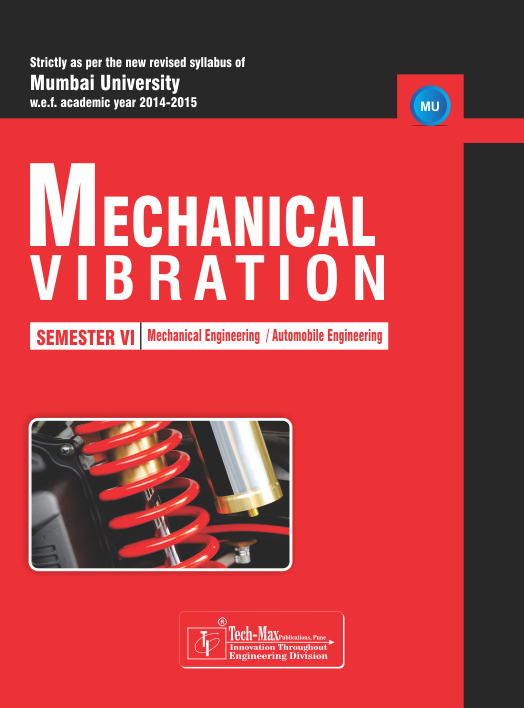 Strictly as per the new revised syllabus of
Mumbai University
w.e.f. academic year 2014-2015
MU
MECHANICAL
VIBRATION
SEMESTER VI | Mechanical Engineering / Automobile Engineering
®
Tech-Max Publications, Pune
Innovation Throughout
Engineering Division